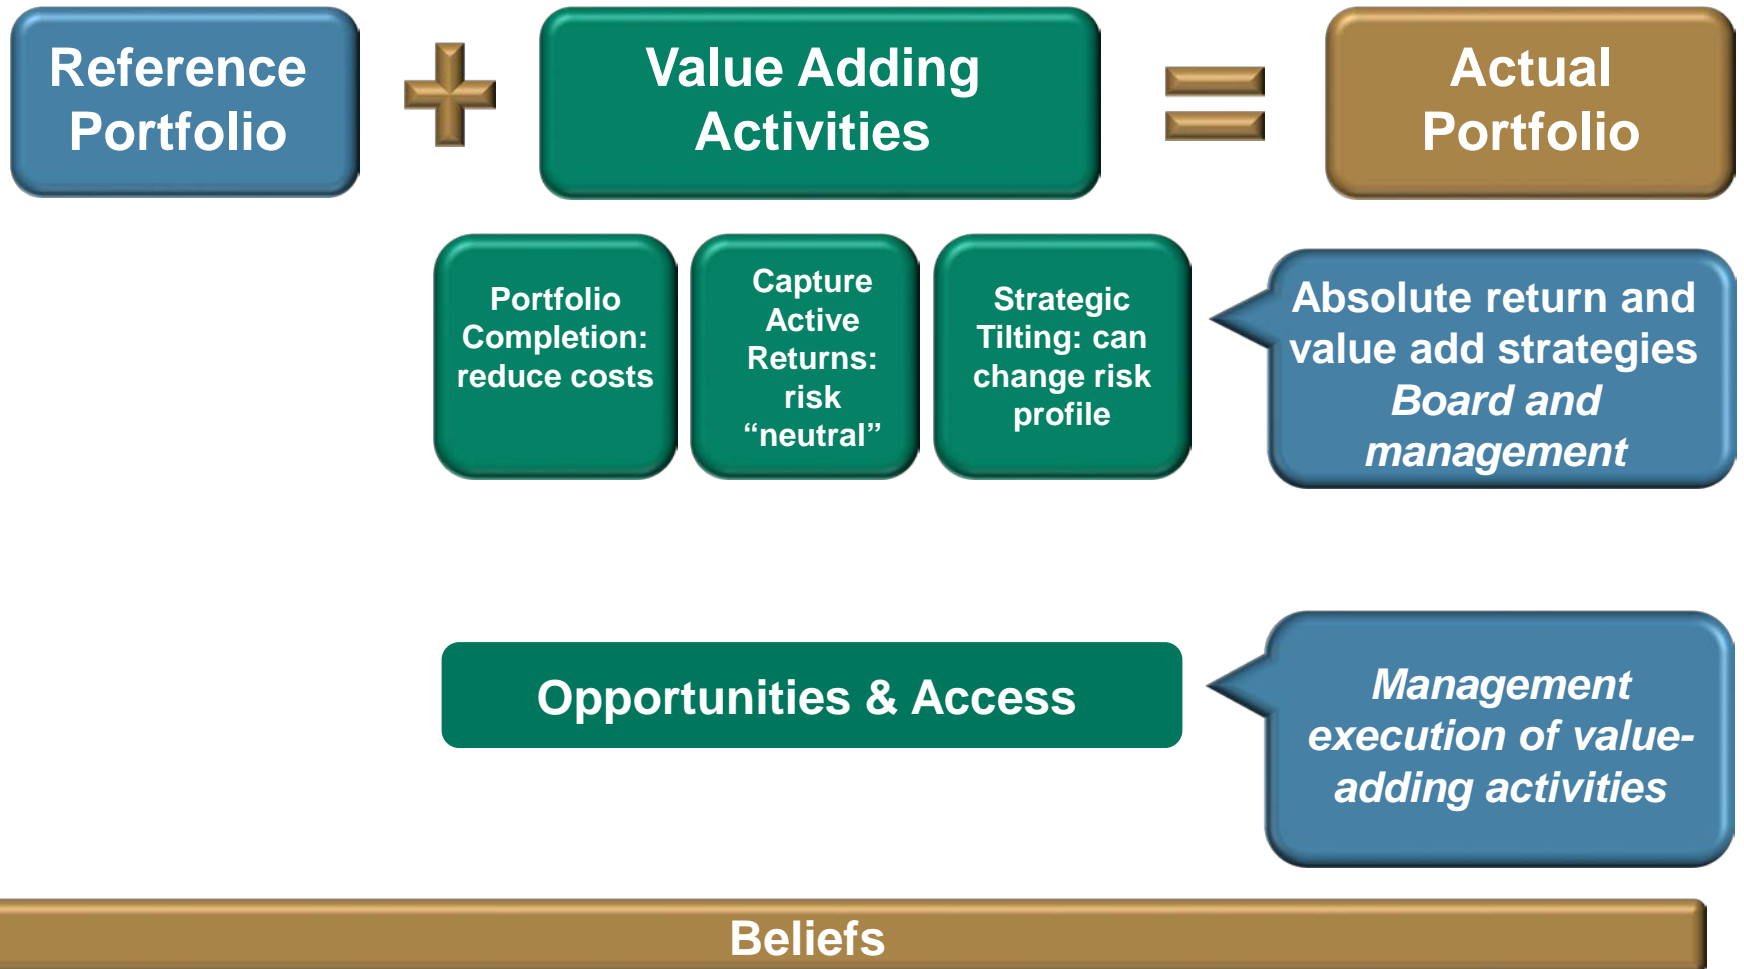 Reference
Portfolio
Value Adding
Activities
Actual
Portfolio
Portfolio
Completion:
reduce costs
Capture
Active
Returns:
risk
“neutral”
Strategic
Tilting: can
change risk
profile
Absolute return and
value add strategies
Board and
management
Opportunities & Access
Management
execution of value-
adding activities
Beliefs